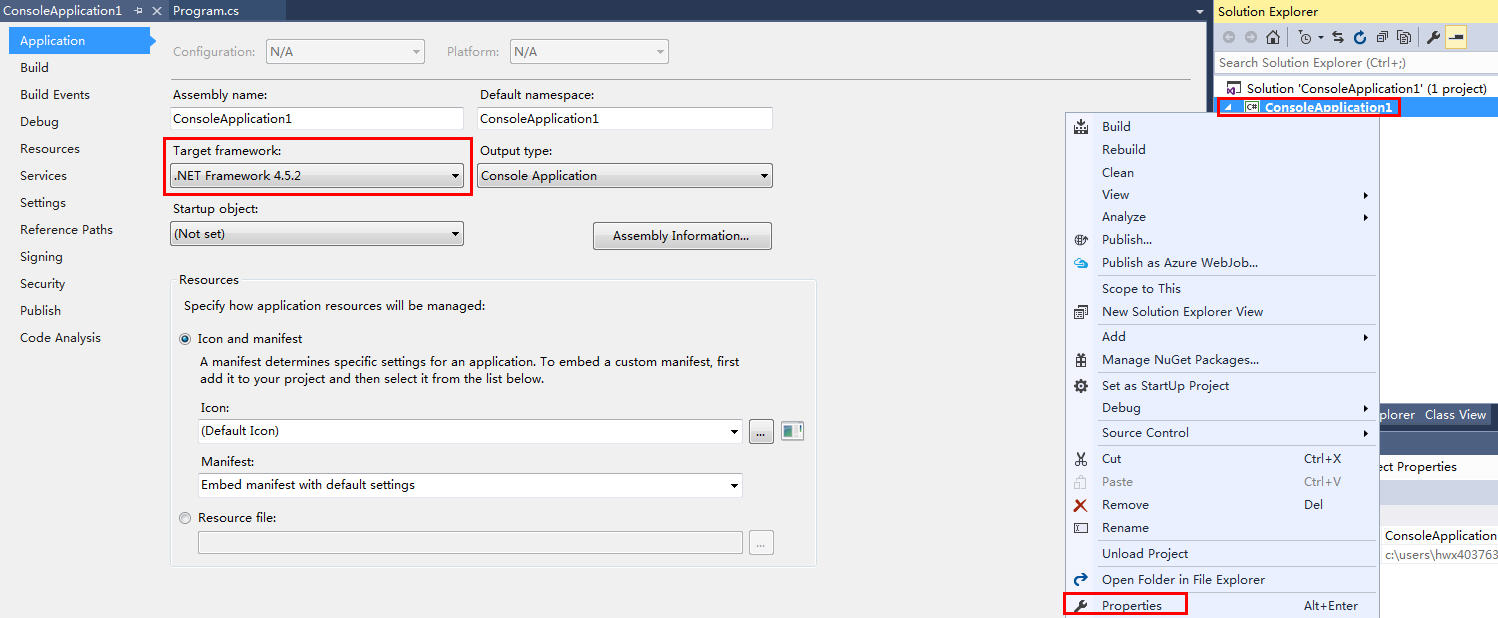 ConsoleApplication1
Program.cs
Application
Build
Build Events
Debug
Resources
Services
Settings
Reference Paths
Signing
Security
Publish
Code Analysis
Configuration: N/A Platform: N/A
Assembly name: Default namespace:
ConsoleApplication1 ConsoleApplication1
Target framework: Output type:
.NET Framework 4.5.2 Console Application
Startup object:
(Not set) Assembly Information...
Resources
Specify how application resources will be managed:
Icon and manifest
A manifest determines specific settings for an application. To embed a custom manifest, first
add it to your project and then select it from the list below.
Icon:
(Default Icon) ...
Manifest:
Embed manifest with default settings
Resource file:
...
Solution Explorer
Search Solution Explorer (Ctrl+;)
Solution 'ConsoleApplication1' (1 project)
C# ConsoleApplication1
Build
Rebuild
Clean
View
Analyze
Publish...
Publish as Azure WebJob...
Scope to This
New Solution Explorer View
Add
Manage NuGet Packages...
Set as StartUp Project
Debug
Source Control
Cut Ctrl+X
Paste Ctrl+V
Remove Del
Rename
Unload Project
Open Folder in File Explorer
Properties Alt+Enter
plorer Class View
ect Properties
ConsoleApplication
c:\users\hwx403763